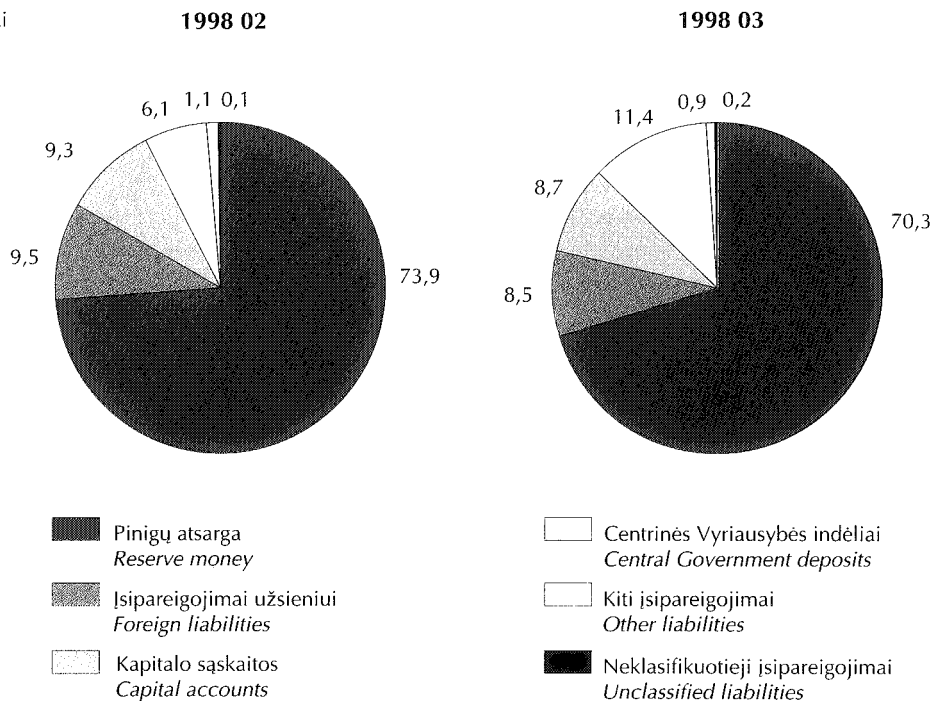 i
1998 02
1998 03
6,1
1,1
0,1
9,3
9,5
73,9
11,4
0,9
0,2
8,7
8,5
70,3
Pinigų atsarga
Reserve money
Įsipareigojimai užsieniui
Foreign liabilities
Kapitalo sąskaitos
Capital accounts
Centrinės Vyriausybės indėliai
Central Government deposits
Kiti įsipareigojimai
Other liabilities
Neklasifikuotieji įsipareigojimai
Unclassified liabilities